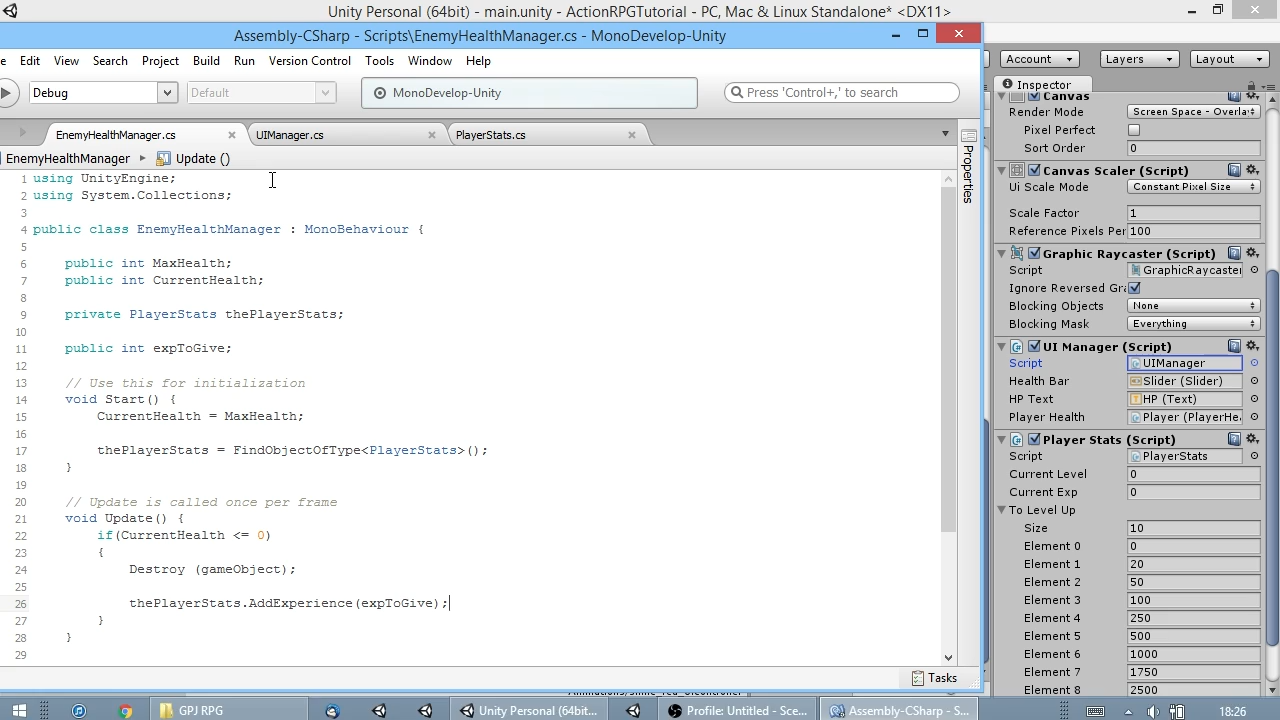 Unity Personal (64bit) - main.unity - ActionRPGTutorial - PC, Mac & Linux Standalone* <DX11>
Assembly-CSharp - Scripts\EnemyHealthManager.cs - MonoDevelop-Unity
e Edit View Search Project Build Run Version Control Tools Window Help
Debug Default MonoDevelop-Unity Press 'Control+,' to search
EnemyHealthManager.cs UIManager.cs PlayerStats.cs
EnemyHealthManager Update ()
1 using UnityEngine;
2 using System.Collections;
3
4 public class EnemyHealthManager : MonoBehaviour {
5
6 public int MaxHealth;
7 public int CurrentHealth;
8
9 private PlayerStats thePlayerStats;
10
11 public int expToGive;
12
13 // Use this for initialization
14 void Start() {
15 CurrentHealth = MaxHealth;
16
17 thePlayerStats = FindObjectOfType<PlayerStats>();
18 }
19
20 // Update is called once per frame
21 void Update() {
22 if(CurrentHealth <= 0)
23 {
24 Destroy (gameObject);
25
26 thePlayerStats.AddExperience(expToGive);
27 }
28 }
29
Properties
Tasks
Account Layers Layout
Inspector
Canvas
Render Mode Screen Space - Overlay
Pixel Perfect
Sort Order 0
Canvas Scaler (Script)
Ui Scale Mode Constant Pixel Size
Scale Factor 1
Reference Pixels Per 100
Graphic Raycaster (Script)
Script GraphicRaycaster
Ignore Reversed Gra
Blocking Objects None
Blocking Mask Everything
UI Manager (Script)
Script UIManager
Health Bar Slider (Slider)
HP Text HP (Text)
Player Health Player (PlayerHe
Player Stats (Script)
Script PlayerStats
Current Level 0
Current Exp 0
To Level Up
Size 10
Element 0 0
Element 1 20
Element 2 50
Element 3 100
Element 4 250
Element 5 500
Element 6 1000
Element 7 1750
Element 8 2500
GPJ RPG Unity Personal (64bit... Profile: Untitled - Sce... Assembly-CSharp - S... 18:26